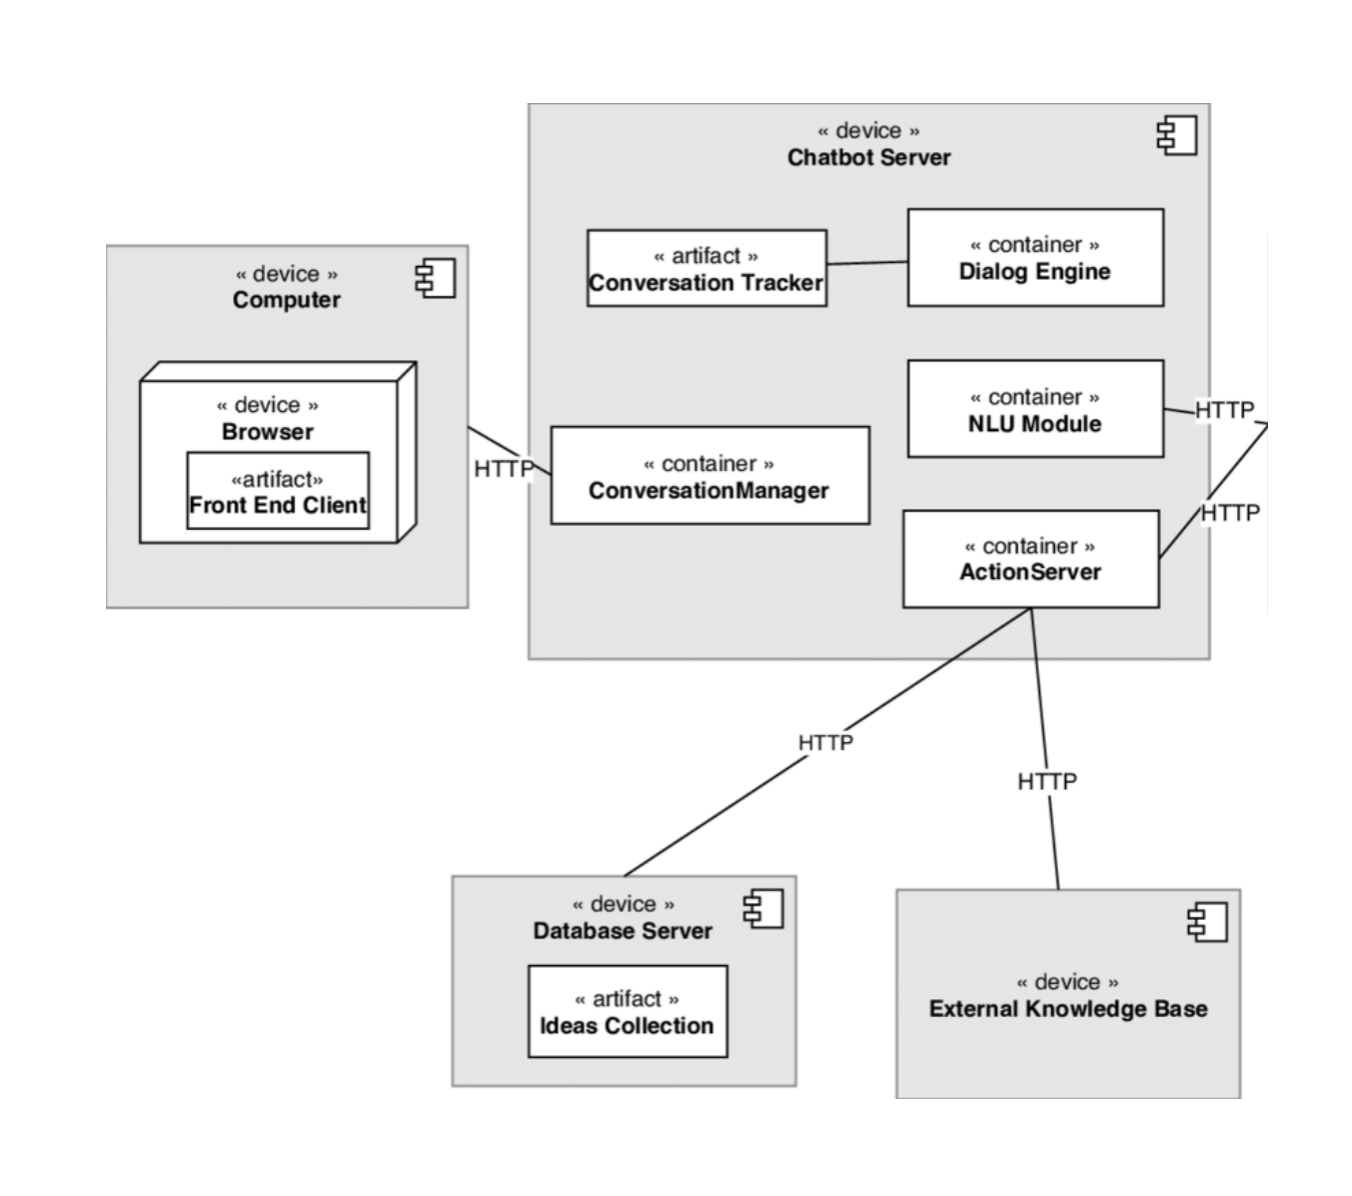 « device »
Chatbot Server
« artifact »
Conversation Tracker
« container »
Dialog Engine
« device »
Computer
« device »
Browser
«artifact»
Front End Client
HTTP
« container »
ConversationManager
« container »
NLU Module
HTTP
« container »
ActionServer
HTTP
HTTP
HTTP
« device »
Database Server
« artifact »
Ideas Collection
« device »
External Knowledge Base